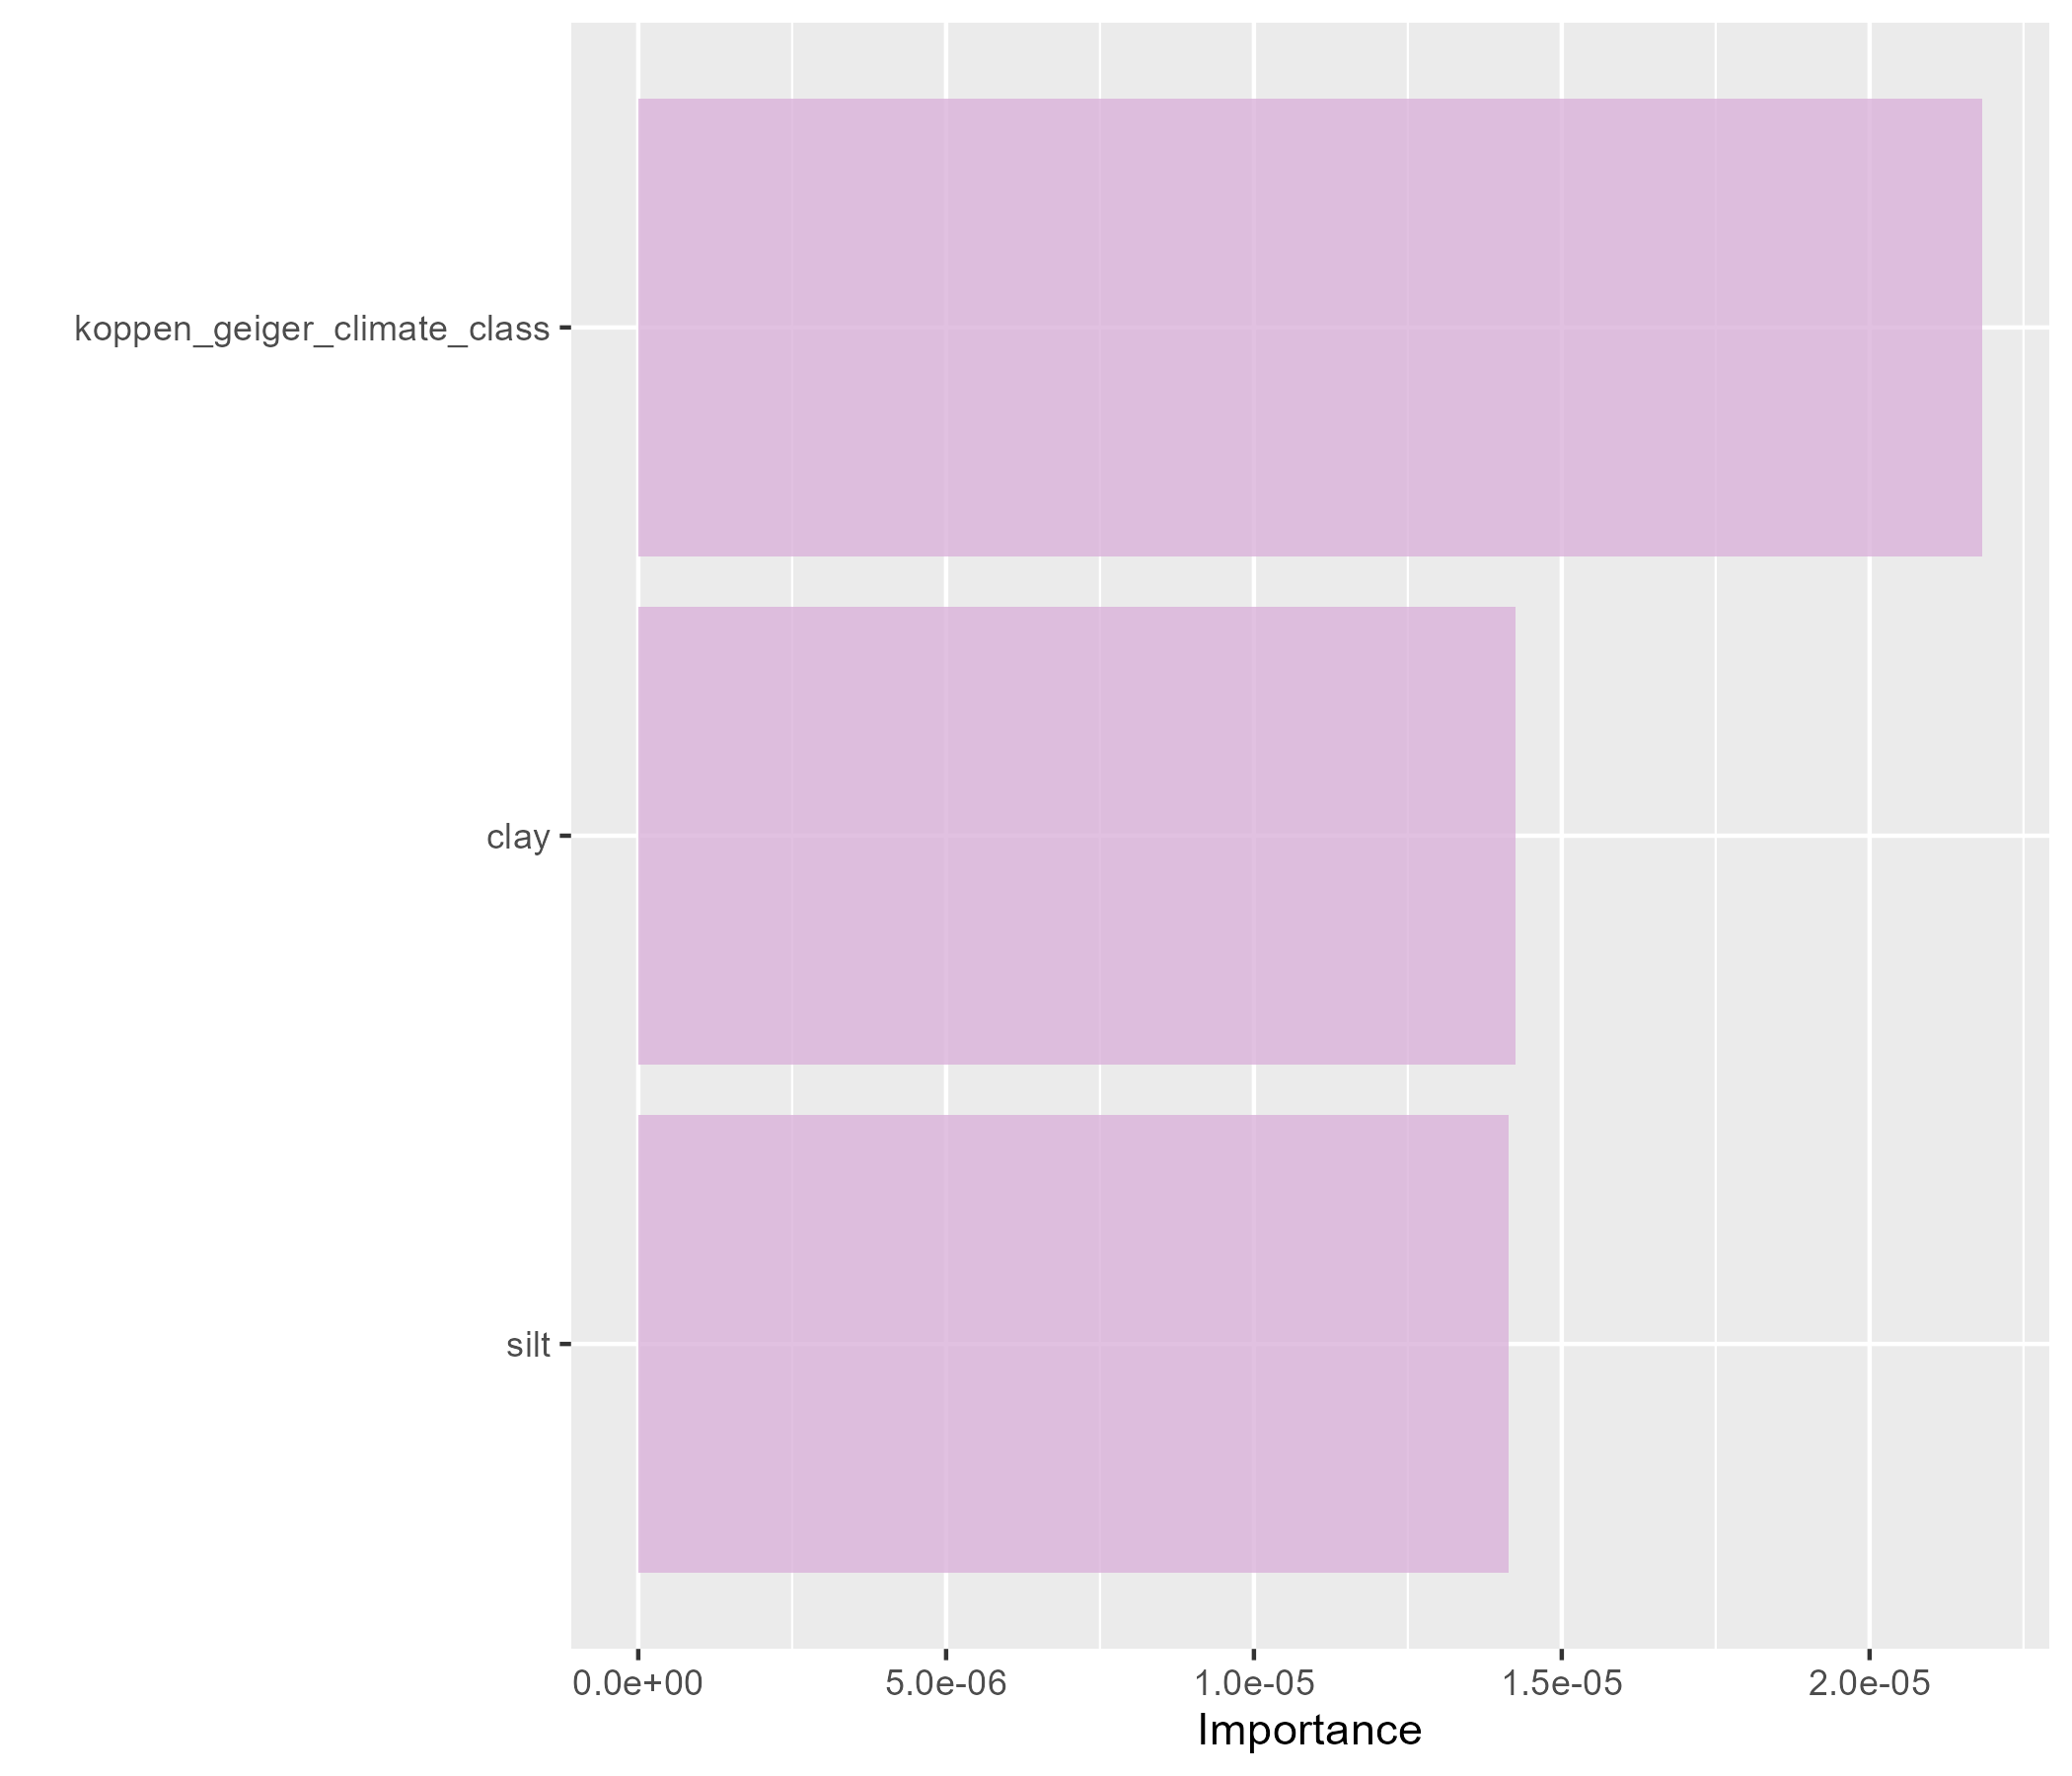 koppen_geiger_climate_class
clay
silt
0.0e+00 5.0e-06 1.0e-05 1.5e-05 2.0e-05
Importance